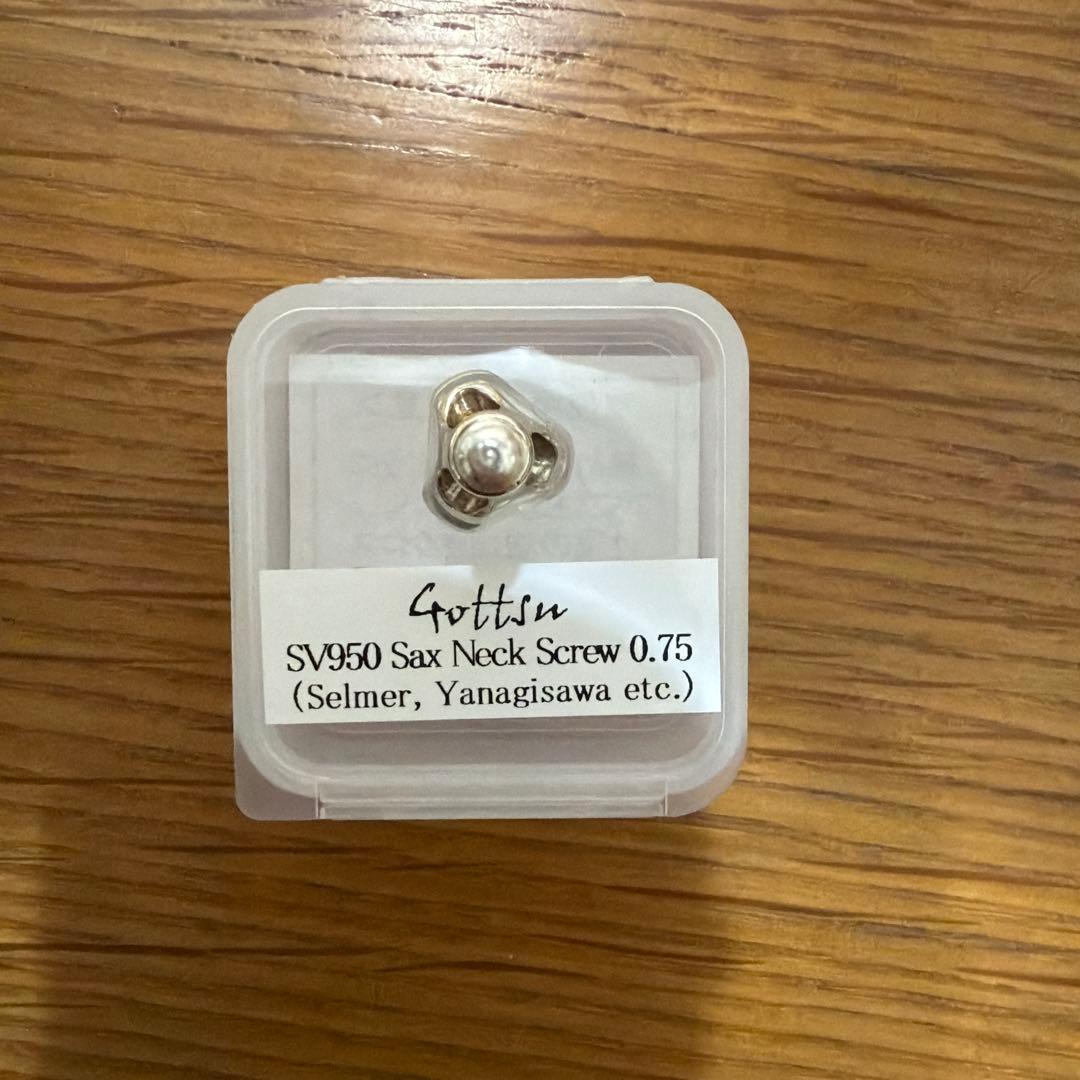 Gottsu
SV950 Sax Neck Screw 0.75
(Selmer, Yanagisawa etc.)